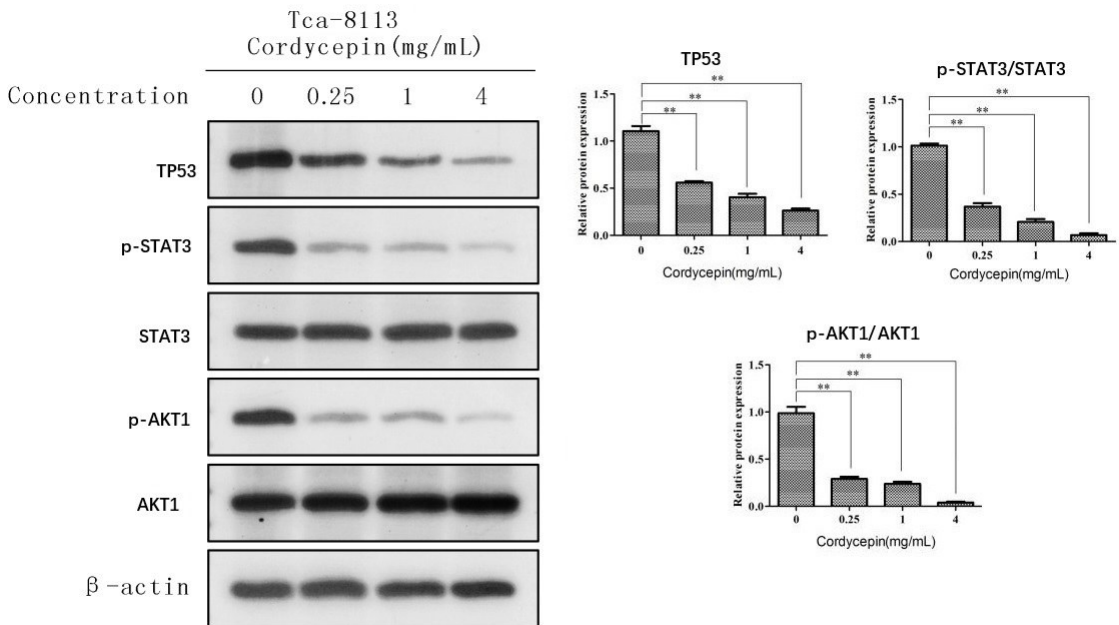 Tca-8113
Cordycepin(mg/mL)
Concentration 0 0.25 1 4
TP53
p-STAT3
STAT3
p-AKT1
AKT1
β-actin
TP53
**
**
**
Relative protein expression
1.5
1.0
0.5
0.0
0 0.25 1 4
Cordycepin(mg/mL)
p-STAT3/STAT3
**
**
**
Relative protein expression
1.5
1.0
0.5
0.0
0 0.25 1 4
Cordycepin(mg/mL)
p-AKT1/AKT1
**
**
**
Relative protein expression
1.5
1.0
0.5
0.0
0 0.25 1 4
Cordycepin(mg/mL)